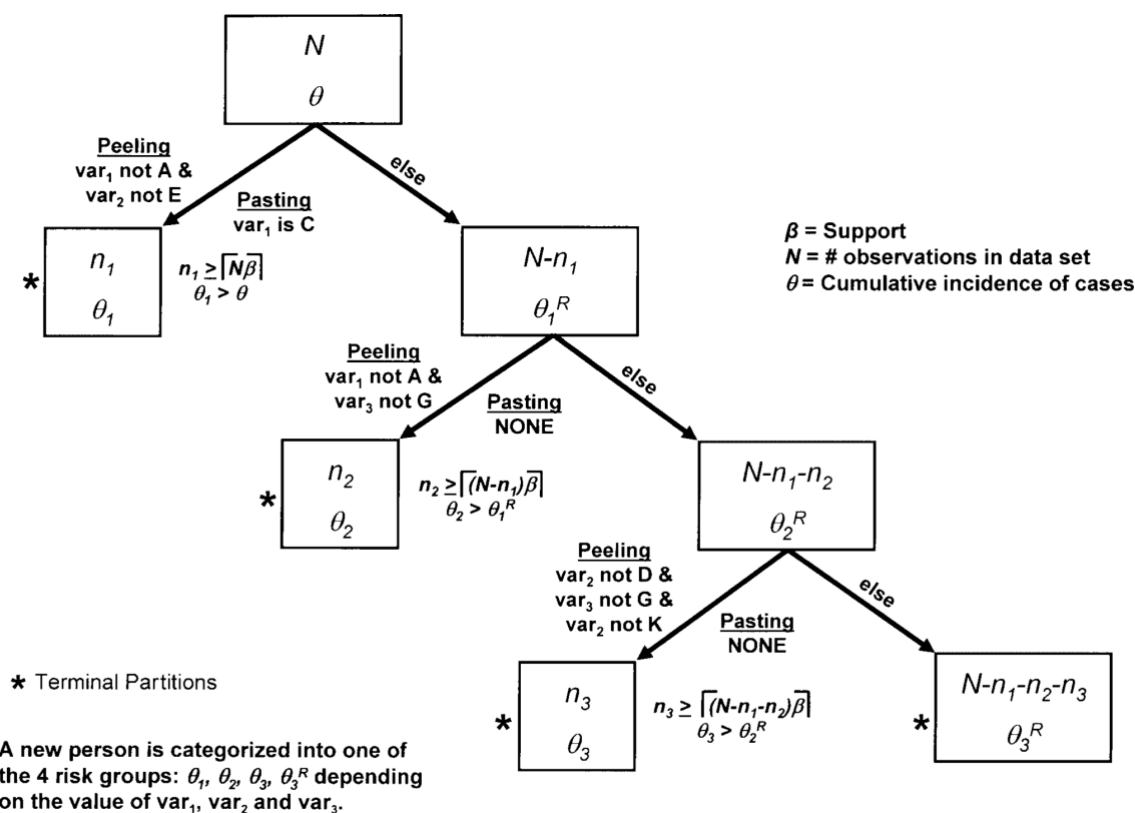 N
θ
Peeling
var₁ not A &
var₂ not E
else
Pasting
var₁ is C
n₁
θ₁
n₁ ≥ ⌈Nβ⌉
θ₁ > θ
N-n₁
θ₁ᴿ
β = Support
N = # observations in data set
θ = Cumulative incidence of cases
Peeling
var₁ not A &
var₃ not G
else
Pasting
NONE
n₂
θ₂
n₂ ≥ ⌈(N-n₁)β⌉
θ₂ > θ₁ᴿ
N-n₁-n₂
θ₂ᴿ
Peeling
var₂ not D &
var₃ not G &
var₂ not K
else
Pasting
NONE
n₃
θ₃
n₃ ≥ ⌈(N-n₁-n₂)β⌉
θ₃ > θ₂ᴿ
N-n₁-n₂-n₃
θ₃ᴿ
* Terminal Partitions
A new person is categorized into one of
the 4 risk groups: θ₁, θ₂, θ₃, θ₃ᴿ depending
on the value of var₁, var₂ and var₃.